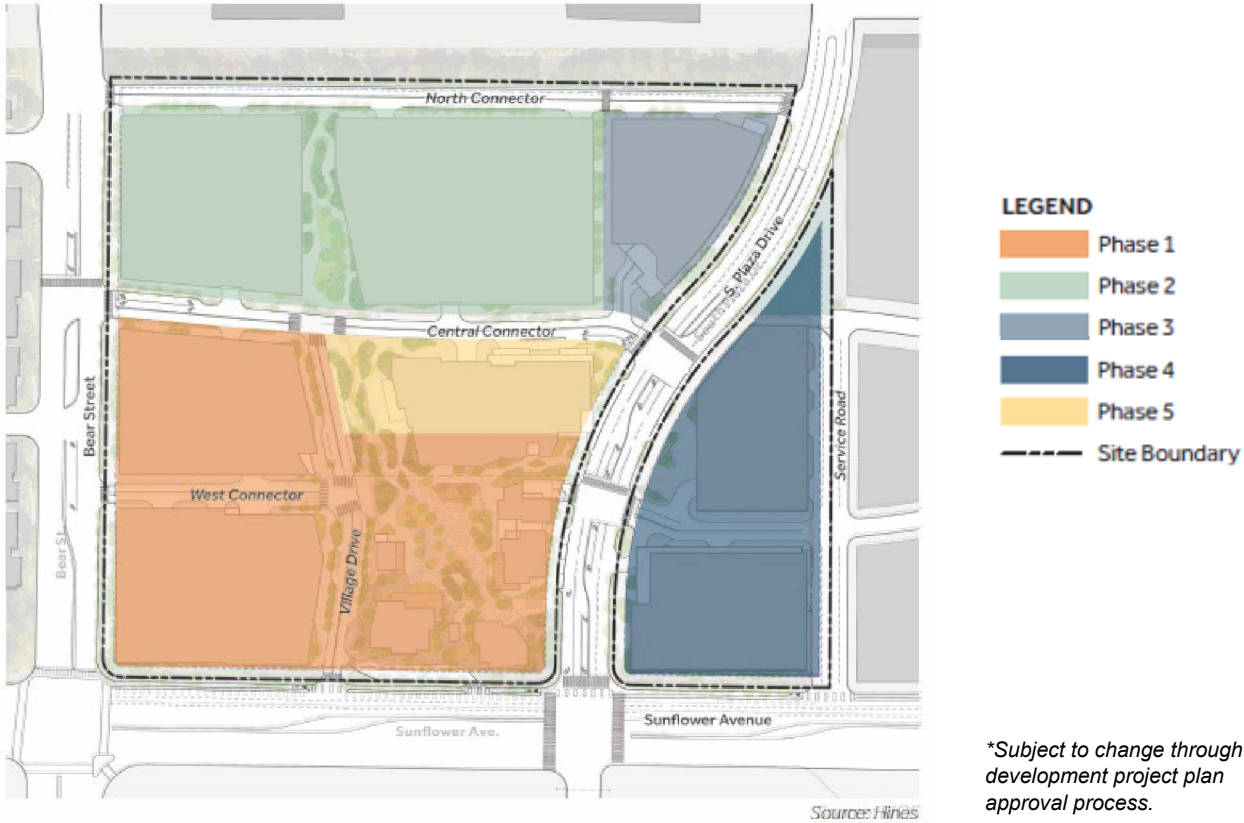 North Connector
S. Plaza Drive
Central Connector
Bear Street
West Connector
Village Drive
Bear St.
Service Road
Sunflower Avenue
Sunflower Ave.
LEGEND
Phase 1
Phase 2
Phase 3
Phase 4
Phase 5
Site Boundary
*Subject to change through
development project plan
approval process.
Source: Hines